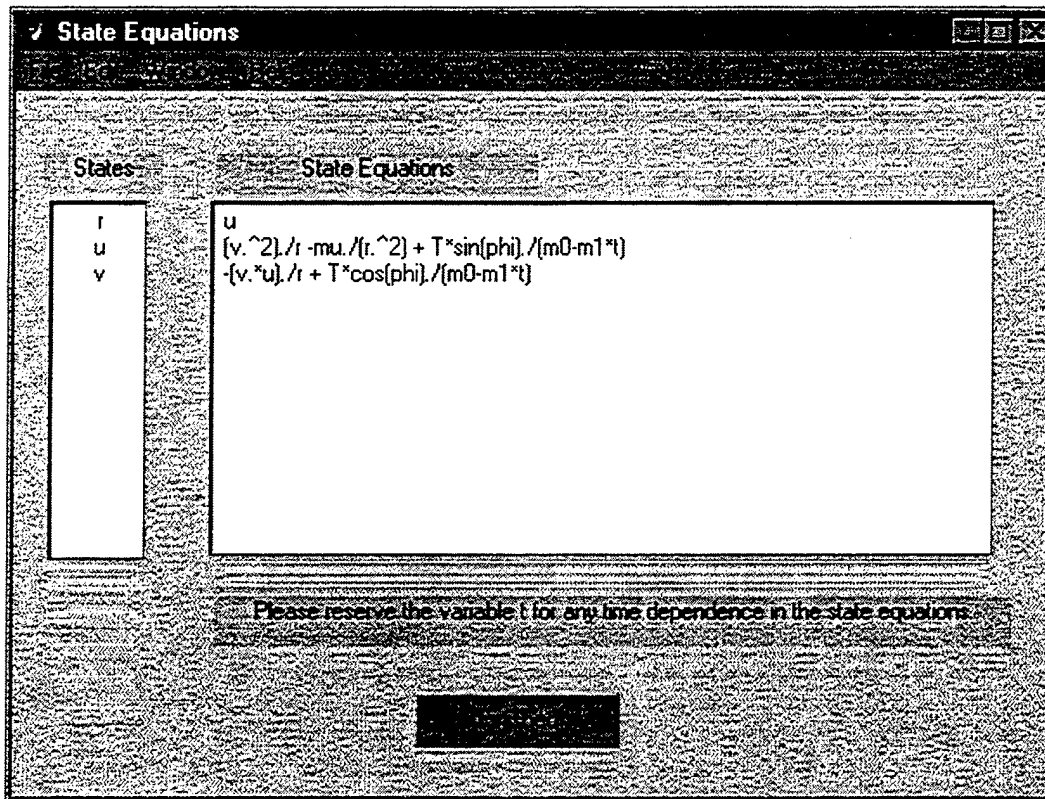 State Equations
States State Equations
r u
u (v.^2)./r -mu./(r.^2) + T*sin(phi)./(m0-m1*t)
v -(v.*u)./r + T*cos(phi)./(m0-m1*t)
Please reserve the variable t for any time dependence in the state equations.